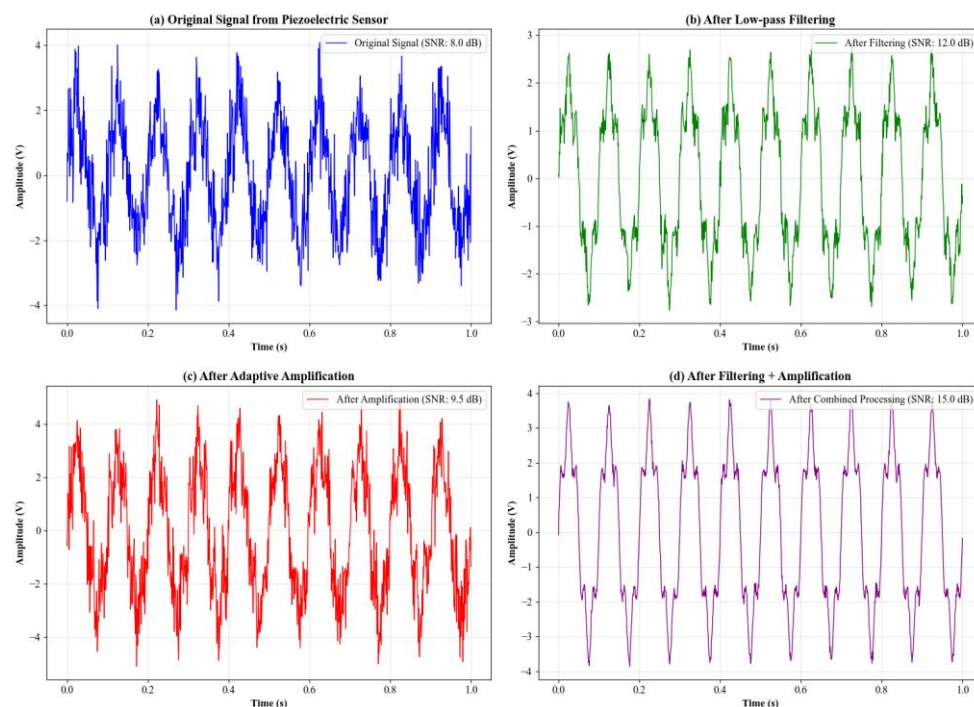 (a) Original Signal from Piezoelectric Sensor
Original Signal (SNR: 8.0 dB)
Amplitude (V)
4
2
0
−2
−4
0.0 0.2 0.4 0.6 0.8 1.0
Time (s)
(b) After Low-pass Filtering
After Filtering (SNR: 12.0 dB)
Amplitude (V)
3
2
1
0
−1
−2
−3
0.0 0.2 0.4 0.6 0.8 1.0
Time (s)
(c) After Adaptive Amplification
After Amplification (SNR: 9.5 dB)
Amplitude (V)
4
2
0
−2
−4
0.0 0.2 0.4 0.6 0.8 1.0
Time (s)
(d) After Filtering + Amplification
After Combined Processing (SNR: 15.0 dB)
Amplitude (V)
4
3
2
1
0
−1
−2
−3
−4
0.0 0.2 0.4 0.6 0.8 1.0
Time (s)